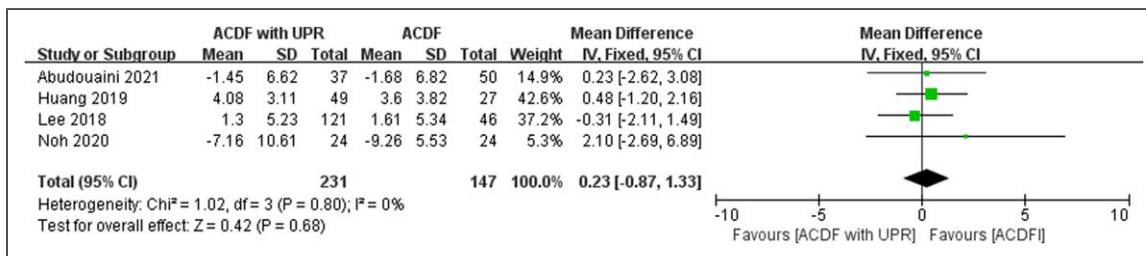 ACDF with UPR ACDF Mean Difference Mean Difference
Study or Subgroup Mean SD Total Mean SD Total Weight IV, Fixed, 95% CI IV, Fixed, 95% CI
Abudouaini 2021 -1.45 6.62 37 -1.68 6.82 50 14.9% 0.23 [-2.62, 3.08]
Huang 2019 4.08 3.11 49 3.6 3.82 27 42.6% 0.48 [-1.20, 2.16]
Lee 2018 1.3 5.23 121 1.61 5.34 46 37.2% -0.31 [-2.11, 1.49]
Noh 2020 -7.16 10.61 24 -9.26 5.53 24 5.3% 2.10 [-2.69, 6.89]
Total (95% CI) 231 147 100.0% 0.23 [-0.87, 1.33]
Heterogeneity: Chi² = 1.02, df = 3 (P = 0.80); I² = 0%
Test for overall effect: Z = 0.42 (P = 0.68)
-10 -5 0 5 10
Favours [ACDF with UPR] Favours [ACDFI]